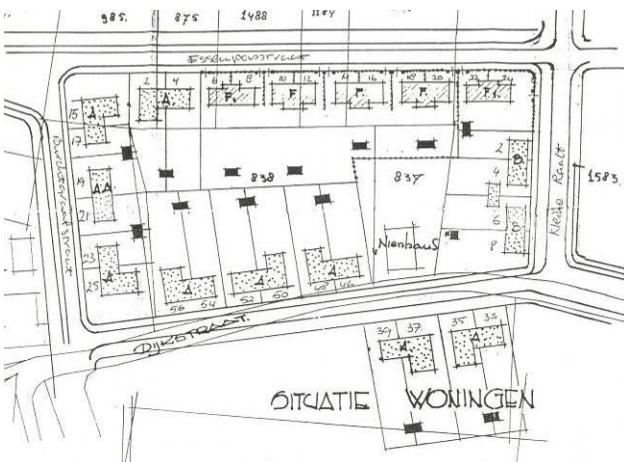 985. 875 1488 1184
2 4 6 8 10 12 14 16 18 20 22 24
A F. F F. F F.
15
A
17
2
D
4
19
AA
21
838
837
1583.
6
D
8
Kleine Raalt
Nienhaus
23
25
A
A
56 54
A
52 50
A
48 46
DIJKSTRAAT.
39 37
A
35 33
A
SITUATIE WONINGEN